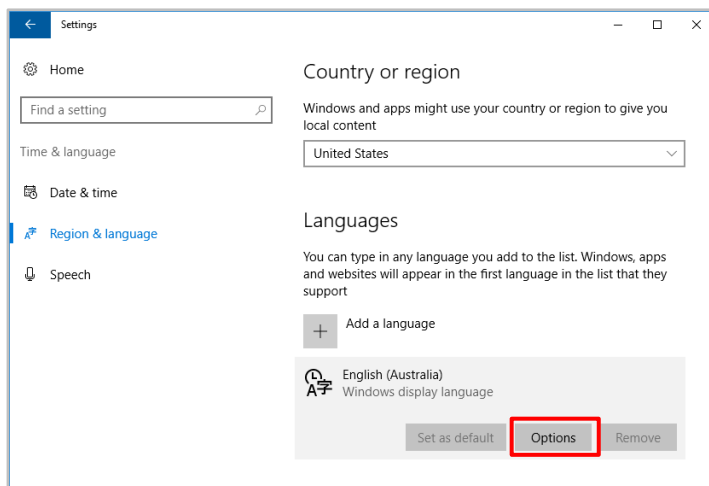 Settings
Home
Find a setting
Time & language
Date & time
Region & language
Speech
Country or region
Windows and apps might use your country or region to give you
local content
United States
Languages
You can type in any language you add to the list. Windows, apps
and websites will appear in the first language in the list that they
support
Add a language
English (Australia)
Windows display language
Set as default
Options
Remove